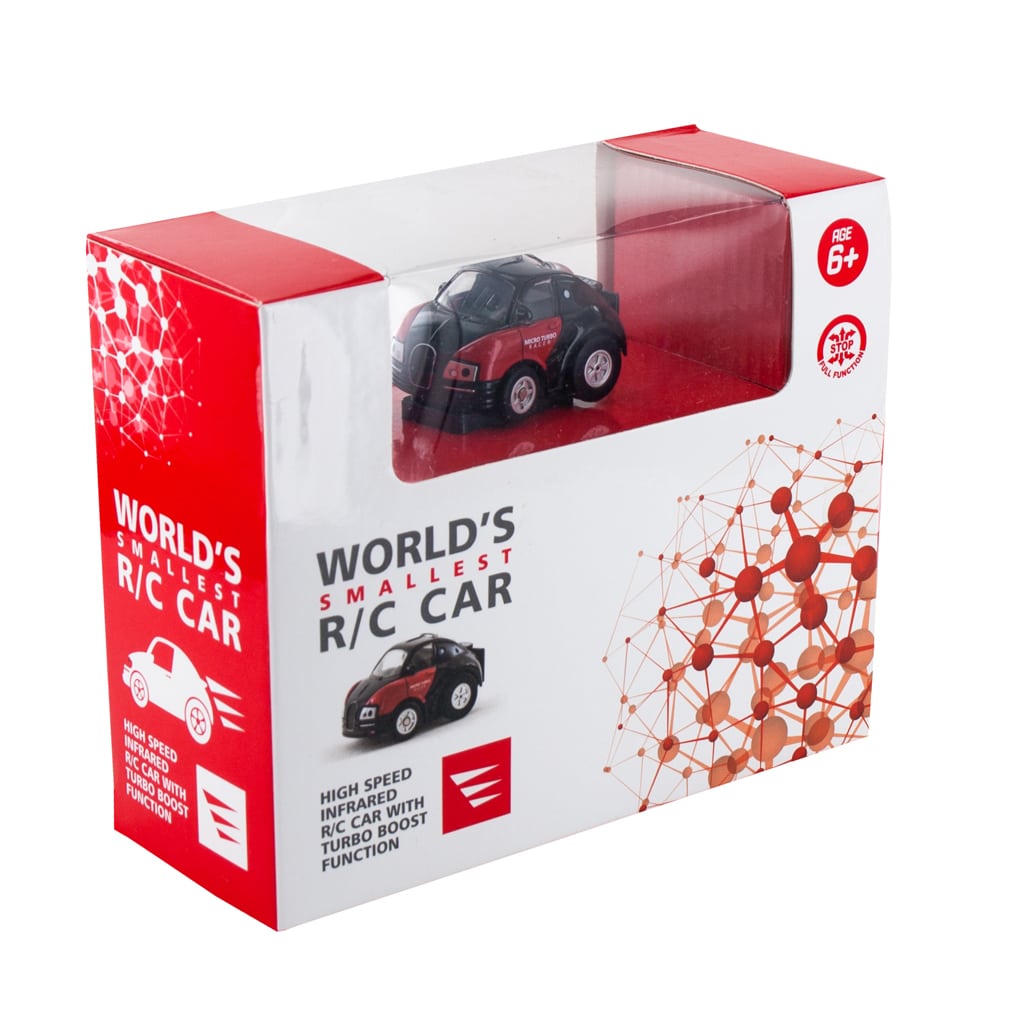 AGE
6+
STOP
FULL FUNCTION
MICRO TURBO
RACER
WORLD'S
SMALLEST
R/C CAR
HIGH SPEED
INFRARED
R/C CAR WITH
TURBO BOOST
FUNCTION
WORLD'S
SMALLEST
R/C CAR
HIGH SPEED
INFRARED
R/C CAR WITH
TURBO BOOST
FUNCTION